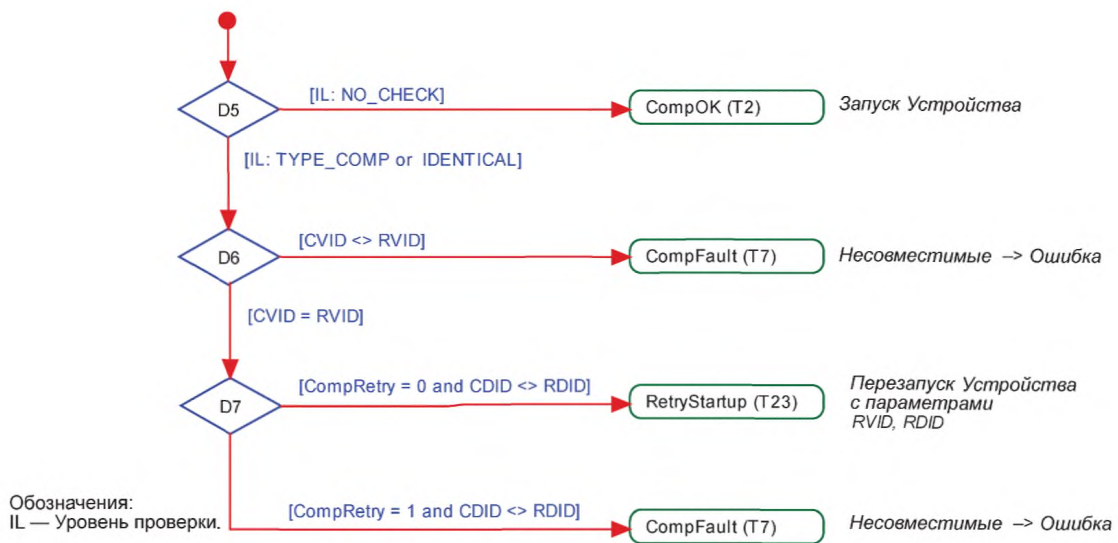 D5
[IL: NO_CHECK]
CompOK (T2)
Запуск Устройства
[IL: TYPE_COMP or IDENTICAL]
D6
[CVID <> RVID]
CompFault (T7)
Несовместимые –> Ошибка
[CVID = RVID]
D7
[CompRetry = 0 and CDID <> RDID]
RetryStartup (T23)
Перезапуск Устройства
с параметрами
RVID, RDID
Обозначения:
IL — Уровень проверки.
[CompRetry = 1 and CDID <> RDID]
CompFault (T7)
Несовместимые –> Ошибка